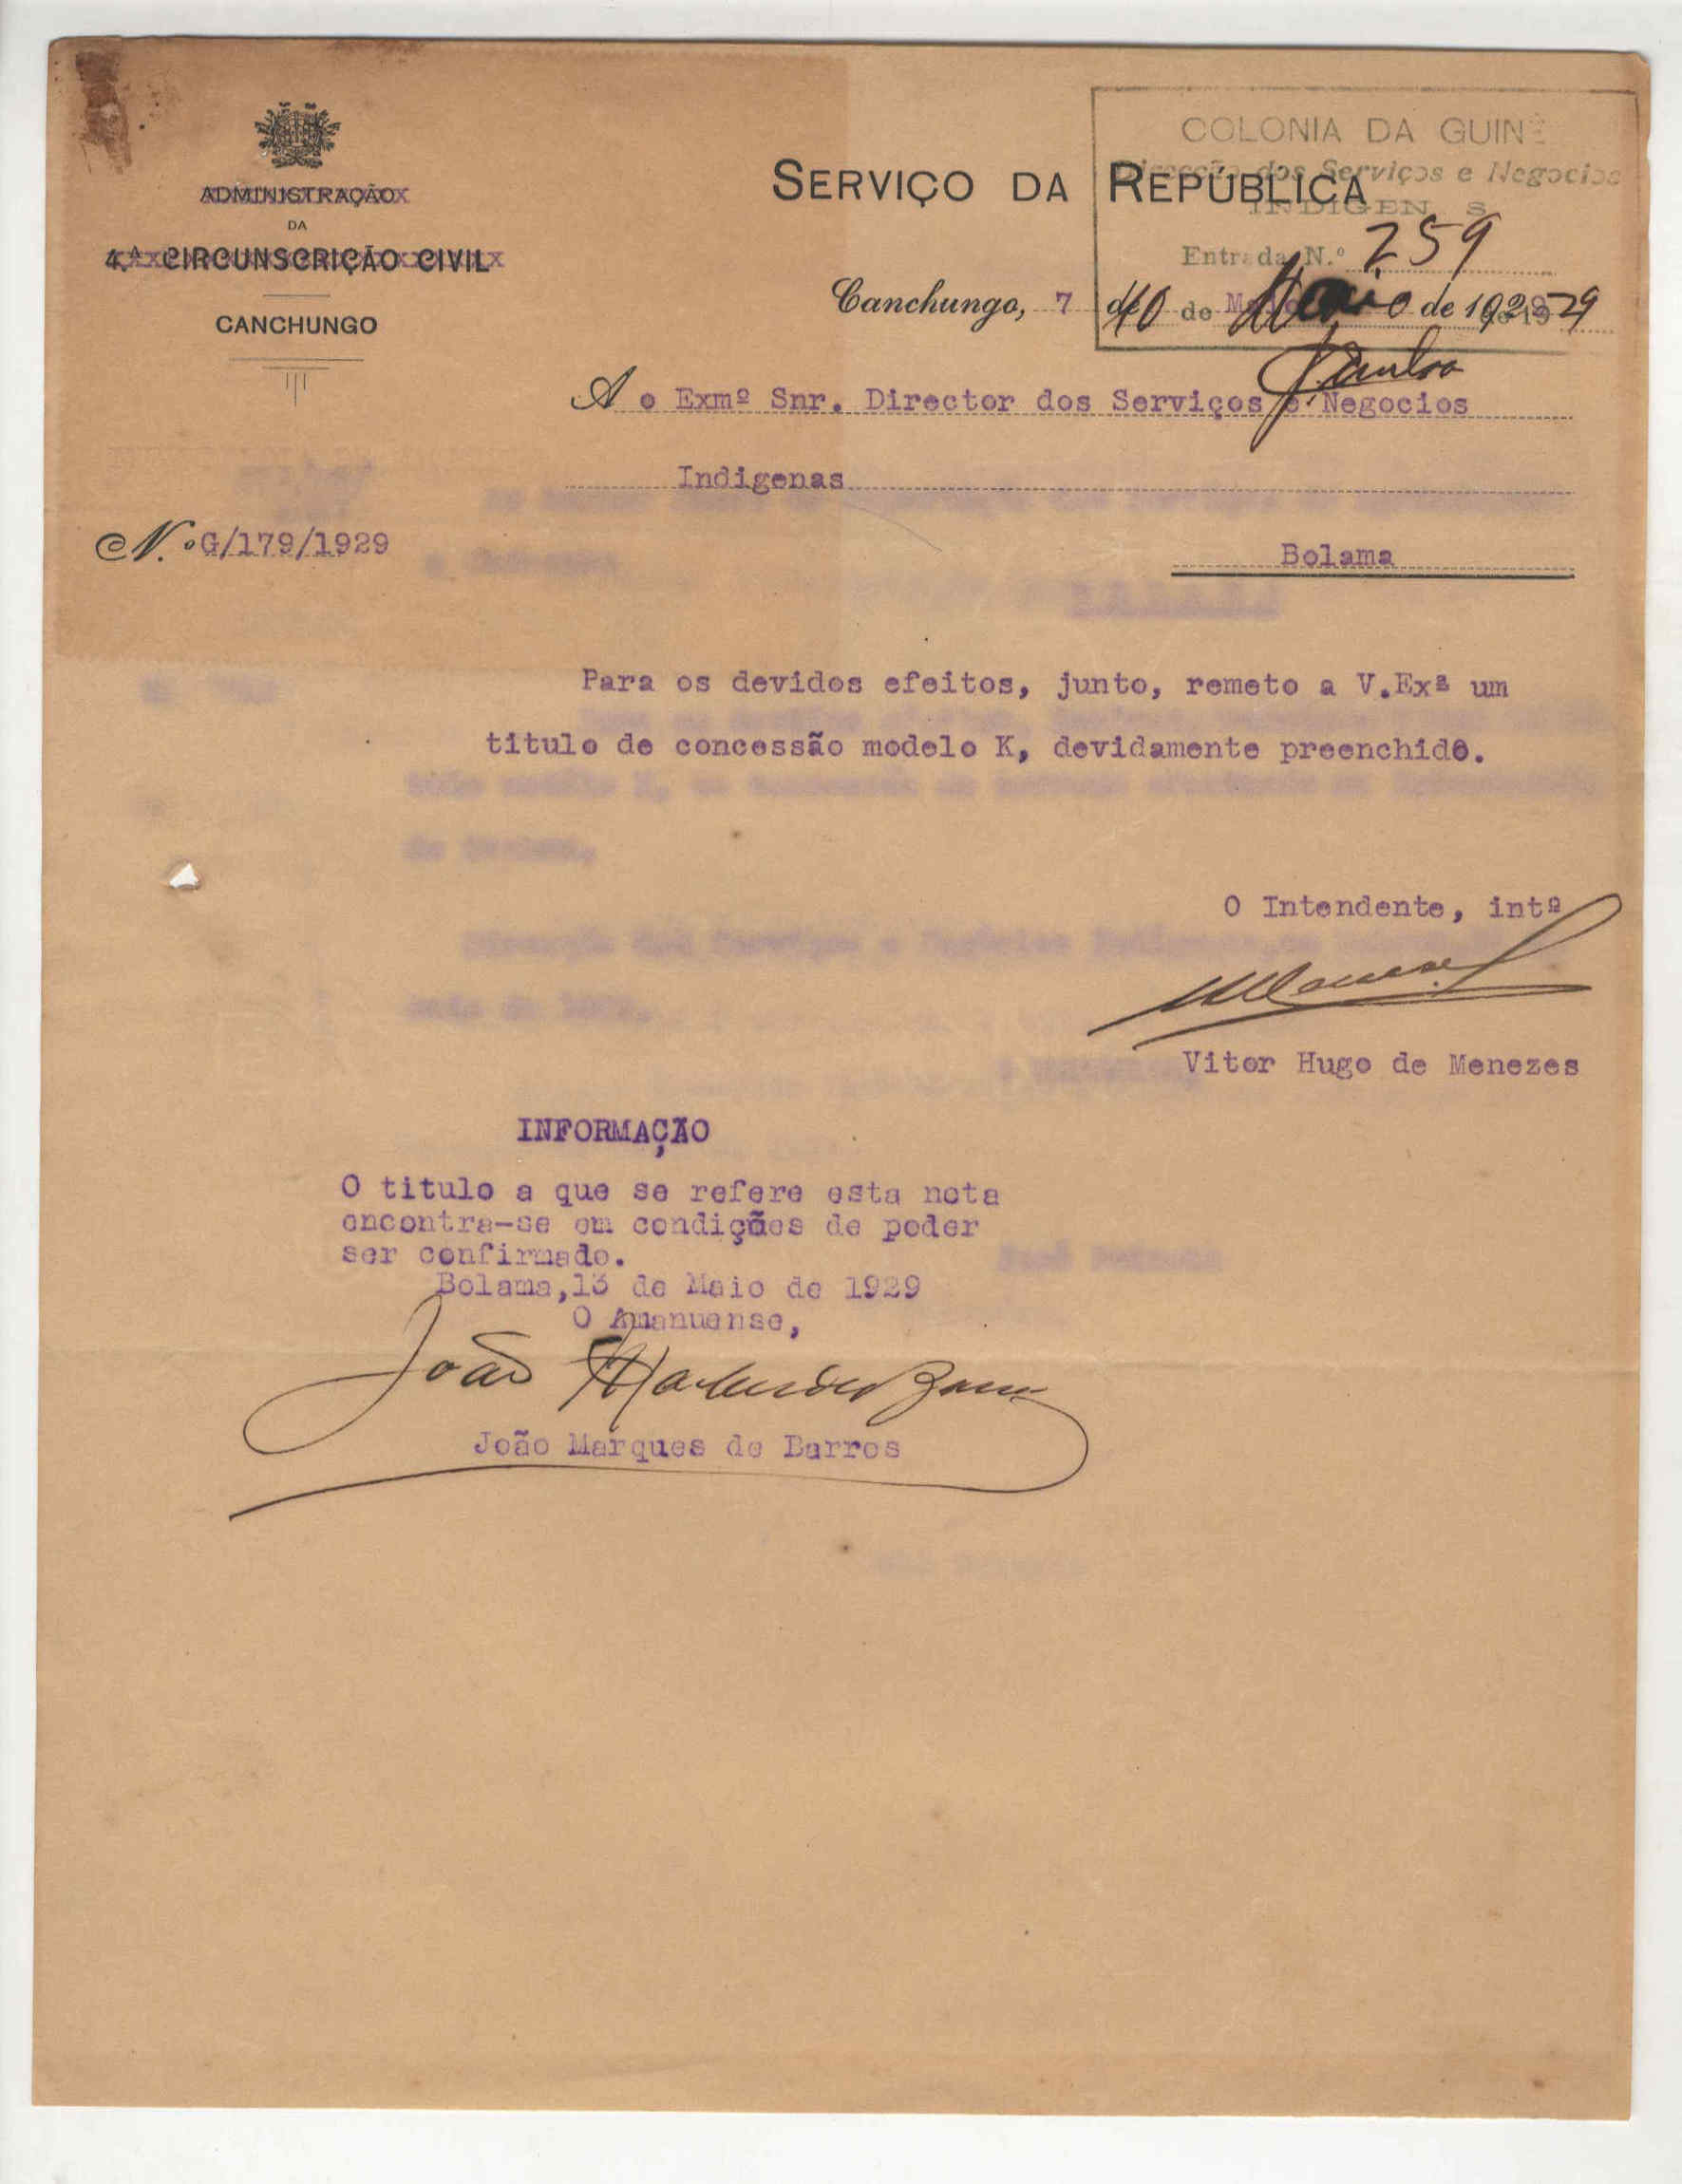 ADMINISTRAÇÃO
DA
4.ª CIRCUNSCRIÇÃO CIVIL
CANCHUNGO
SERVIÇO DA REPÚBLICA
COLONIA DA GUINÉ
Direcção dos Serviços e Negocios
INDIGENAS
Entrada N.º 259
10 de Maio de 1929
Canchungo, 7 de Maio de 1929
Ao Exmº Snr. Director dos Serviços e Negocios
Indigenas
Bolama
N.º G/179/1929
Para os devidos efeitos, junto, remeto a V.Exª um
titulo de concessão modelo K, devidamente preenchido.
O Intendente, intº
Vitor Hugo de Menezes
INFORMAÇÃO
O titulo a que se refere esta nota
encontra-se em condições de poder
ser confirmado.
Bolama,13 de Maio de 1929
O Amanuense,
João Marques de Barros
João Marques de Barros